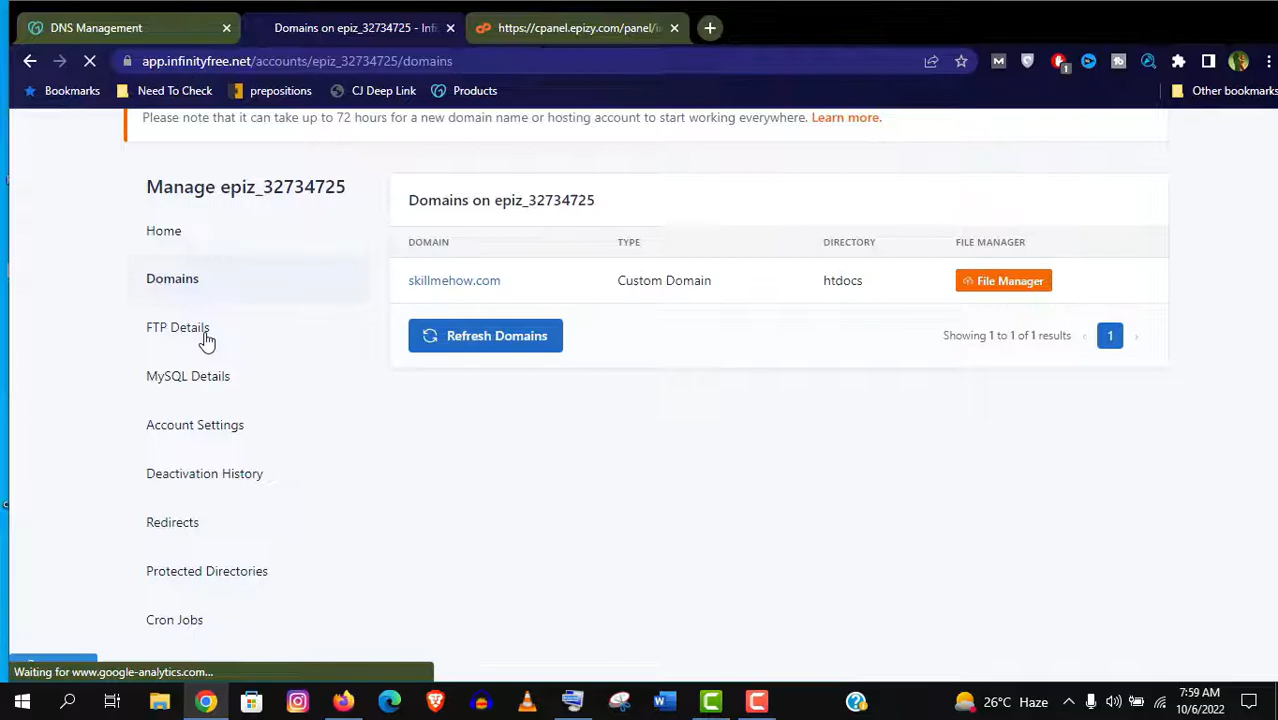 DNS Management
Domains on epiz_32734725 - Infi
https://cpanel.epizy.com/panel/i
app.infinityfree.net/accounts/epiz_32734725/domains
1
Bookmarks
Need To Check
prepositions
CJ Deep Link
Products
Other bookmarks
Please note that it can take up to 72 hours for a new domain name or hosting account to start working everywhere. Learn more.
Manage epiz_32734725
Home
Domains
FTP Details
MySQL Details
Account Settings
Deactivation History
Redirects
Protected Directories
Cron Jobs
Domains on epiz_32734725
DOMAIN TYPE DIRECTORY FILE MANAGER
skillmehow.com Custom Domain htdocs File Manager
Refresh Domains
Showing 1 to 1 of 1 results ‹ 1 ›
Waiting for www.google-analytics.com...
26°C Haze
7:59 AM
10/6/2022